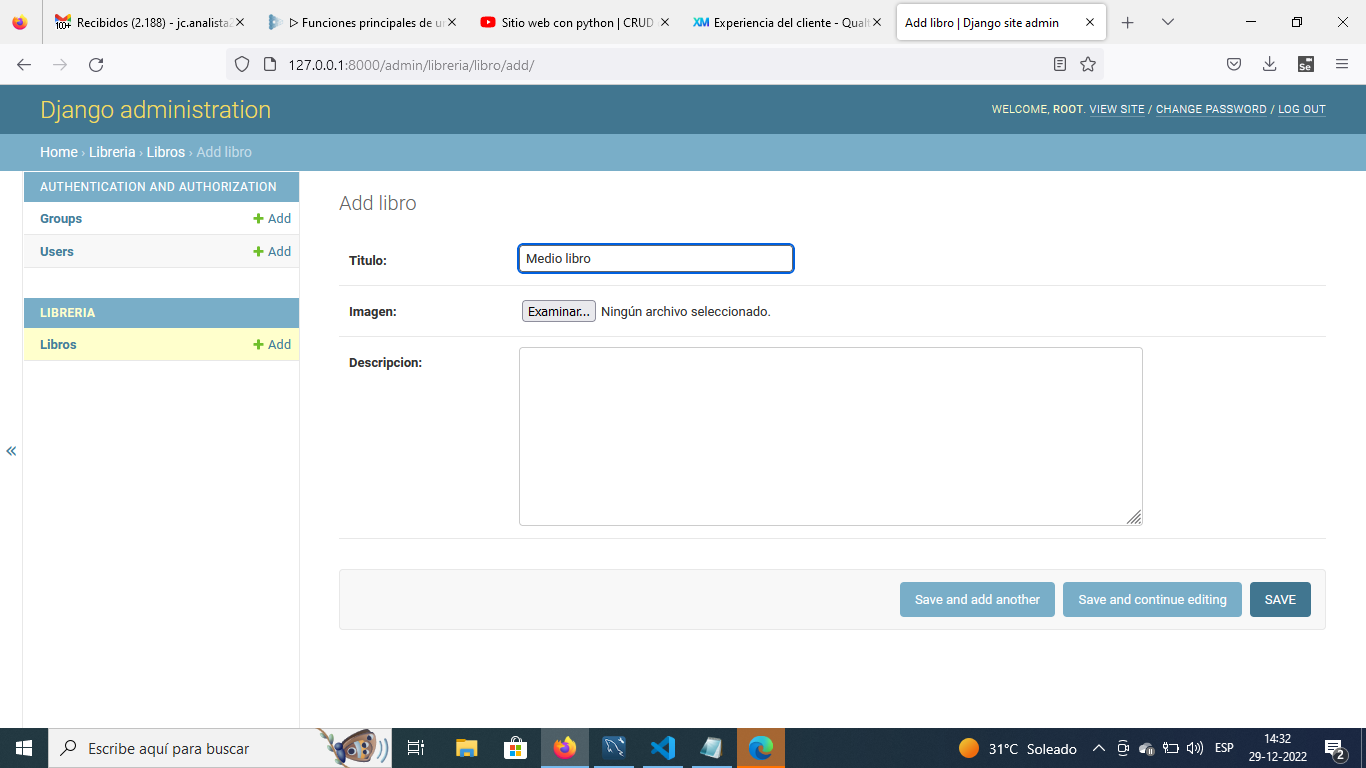 Recibidos (2.188) - jc.analista2
▷ Funciones principales de un
Sitio web con python | CRUD
XM Experiencia del cliente - Qualt
Add libro | Django site admin
127.0.0.1:8000/admin/libreria/libro/add/
Django administration
WELCOME, ROOT. VIEW SITE / CHANGE PASSWORD / LOG OUT
Home › Libreria › Libros › Add libro
AUTHENTICATION AND AUTHORIZATION
Groups + Add
Users + Add
LIBRERIA
Libros + Add
«
Add libro
Titulo: Medio libro
Imagen: Examinar... Ningún archivo seleccionado.
Descripcion:
Save and add another Save and continue editing SAVE
Escribe aquí para buscar
31°C Soleado
ESP
14:32
29-12-2022
2